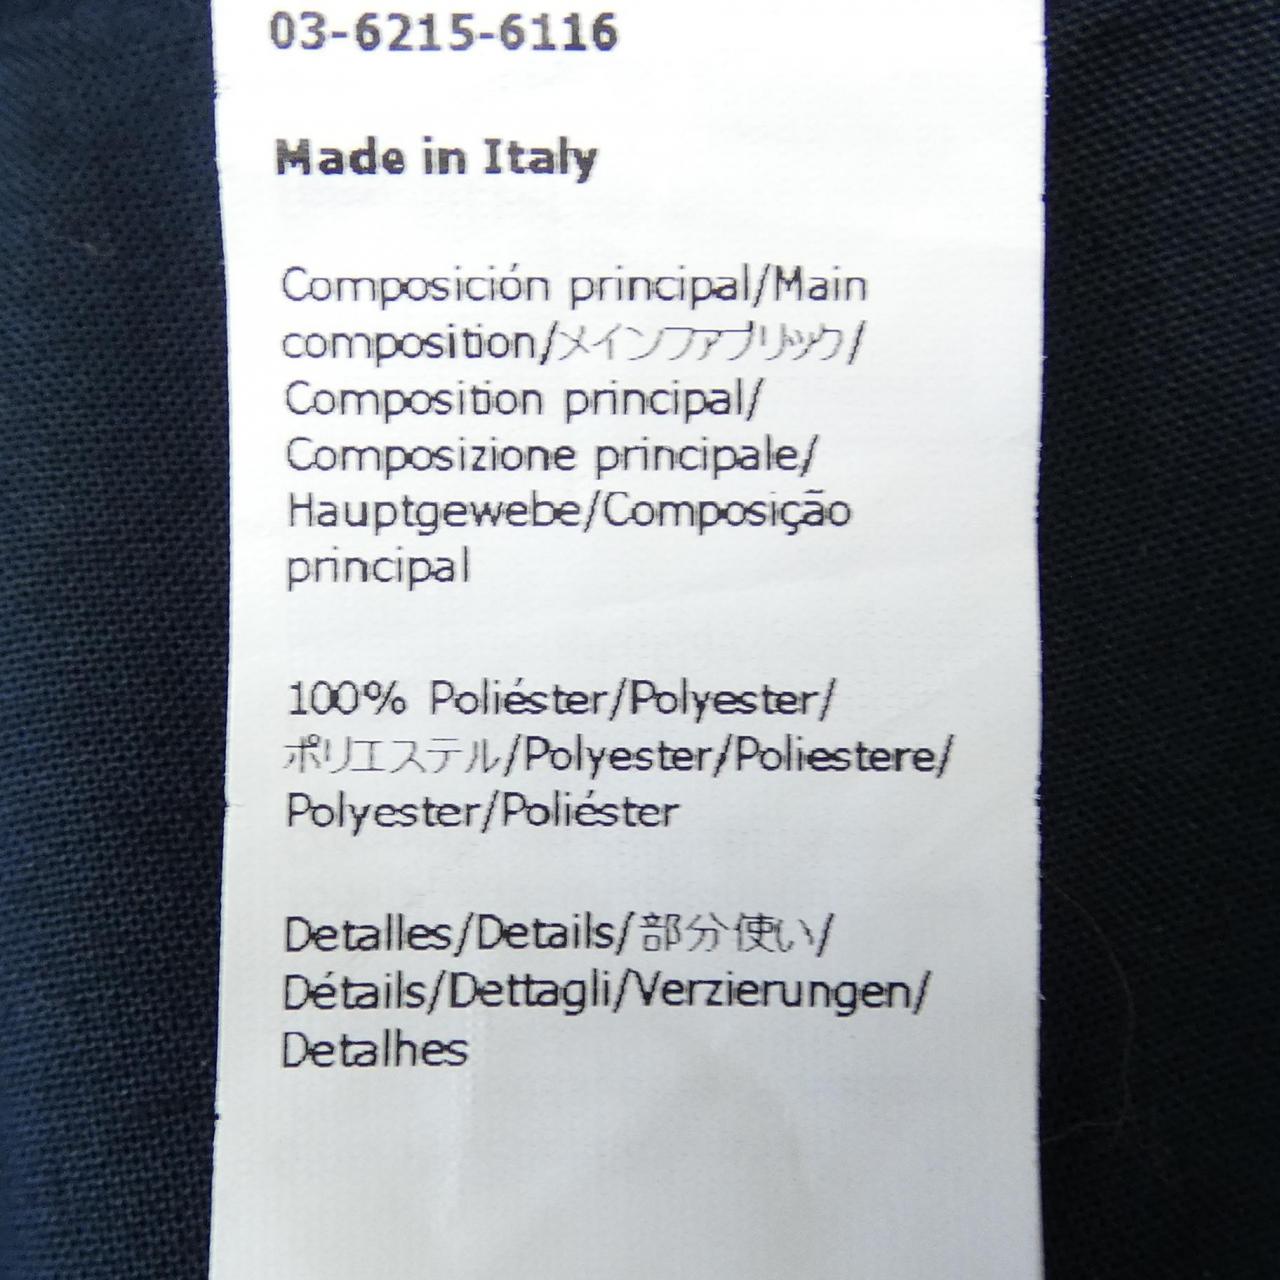 03-6215-6116
Made in Italy
Composición principal/Main
composition/メインファブリック/
Composition principal/
Composizione principale/
Hauptgewebe/Composição
principal
100% Poliéster/Polyester/
ポリエステル/Polyester/Poliestere/
Polyester/Poliéster
Detalles/Details/部分使い/
Détails/Dettagli/Verzierungen/
Detalhes